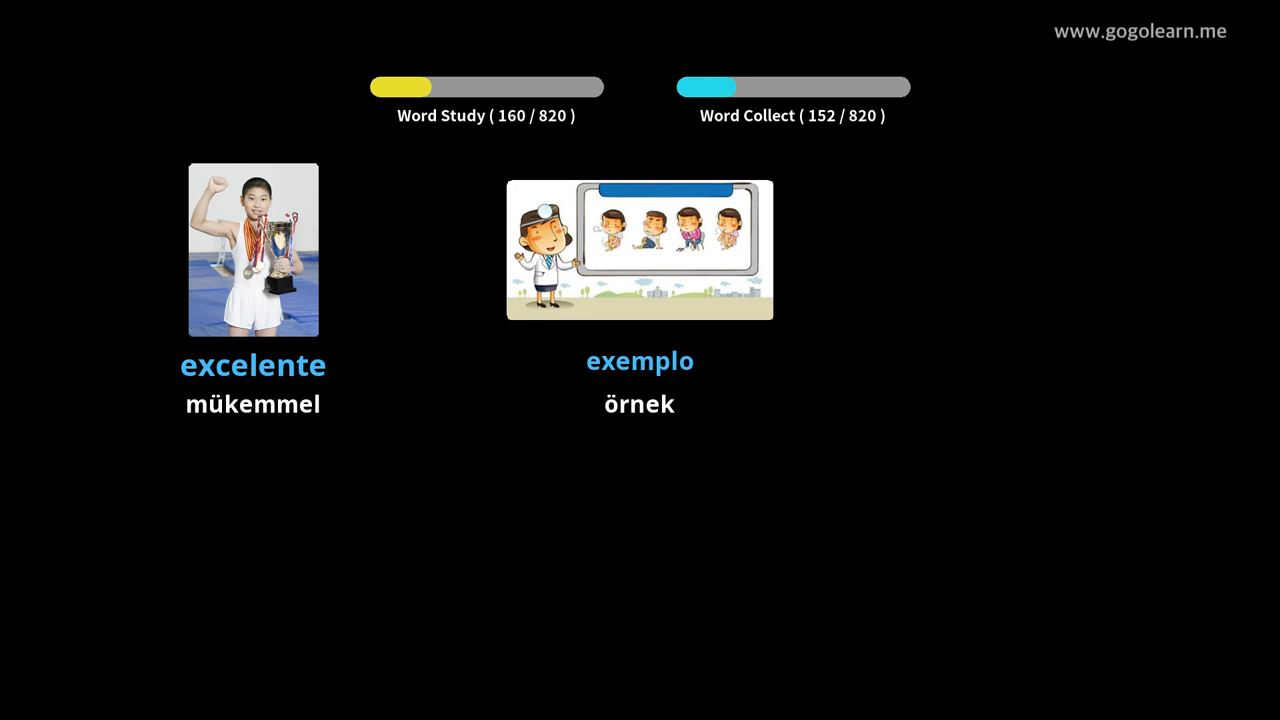 www.gogolearn.me
Word Study ( 160 / 820 )
Word Collect ( 152 / 820 )
excelente
mükemmel
exemplo
örnek